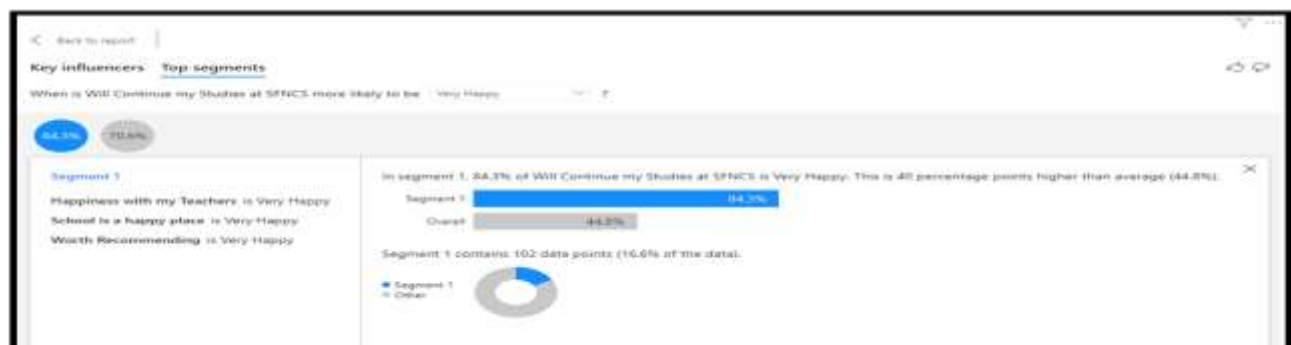 Back to report
Key influencers Top segments
When is Will Continue my Studies at SFNCS more likely to be Very Happy ?
84.3% 70.6%
Segment 1
Happiness with my Teachers is Very Happy
School is a happy place is Very Happy
Worth Recommending is Very Happy
In segment 1, 84.3% of Will Continue my Studies at SFNCS is Very Happy. This is 40 percentage points higher than average (44.8%).
Segment 1 84.3%
Overall 44.8%
Segment 1 contains 102 data points (16.6% of the data).
Segment 1
Other